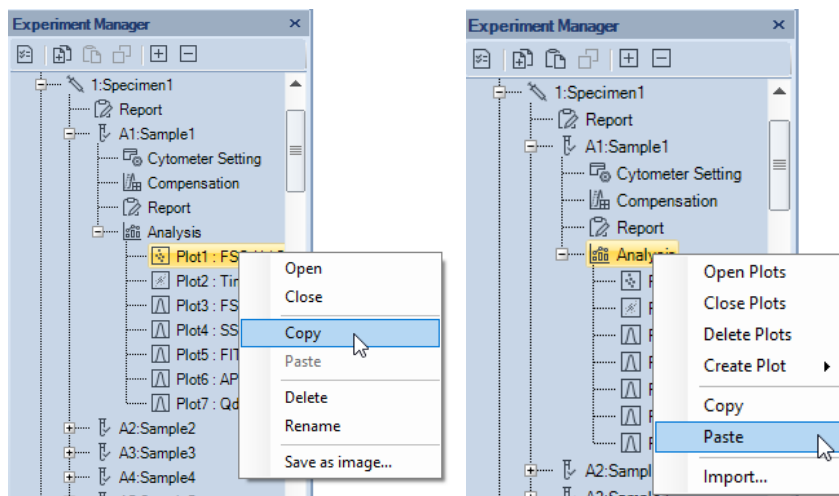 Experiment Manager
1:Specimen1
Report
A1:Sample1
Cytometer Setting
Compensation
Report
Analysis
Plot1 : FSC
Plot2 : Tim
Plot3 : FS
Plot4 : SS
Plot5 : FIT
Plot6 : AP
Plot7 : Qd
A2:Sample2
A3:Sample3
A4:Sample4
Open
Close
Copy
Paste
Delete
Rename
Save as image...
Experiment Manager
1:Specimen1
Report
A1:Sample1
Cytometer Setting
Compensation
Report
Analysis
A2:Sampl
Open Plots
Close Plots
Delete Plots
Create Plot
Copy
Paste
Import...